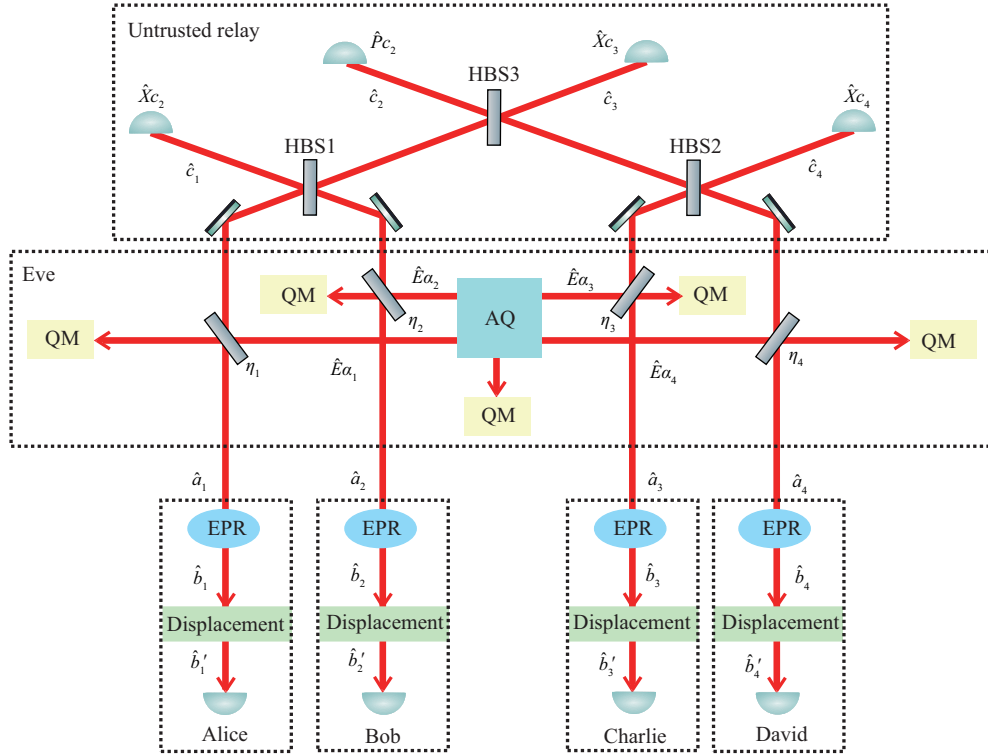 Untrusted relay
P̂c₂
X̂c₃
X̂c₂
HBS3
X̂c₄
ĉ₂
ĉ₃
HBS1
HBS2
ĉ₁
ĉ₄
Eve
Êα₂
Êα₃
QM
QM
AQ
η₂
η₃
QM
QM
η₁
Êα₁
Êα₄
η₄
QM
â₁
â₂
â₃
â₄
EPR
EPR
EPR
EPR
b̂₁
b̂₂
b̂₃
b̂₄
Displacement
Displacement
Displacement
Displacement
b̂₁′
b̂₂′
b̂₃′
b̂₄′
Alice
Bob
Charlie
David